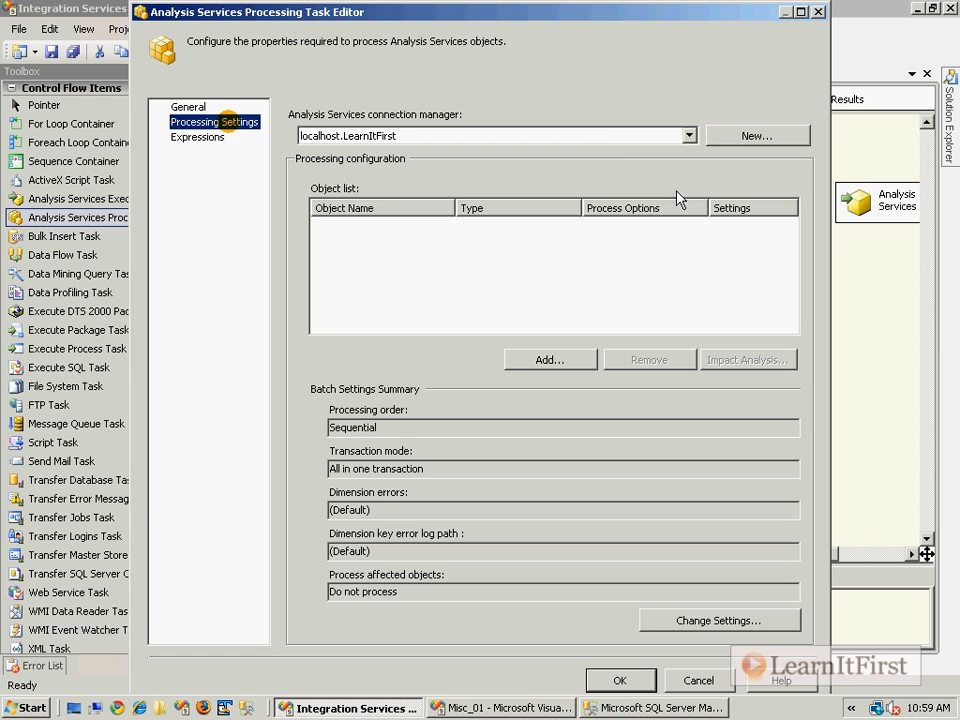 Integration Services
Analysis Services Processing Task Editor
File Edit View Proj
Configure the properties required to process Analysis Services objects.
Toolbox
Control Flow Items
Pointer
For Loop Container
Foreach Loop Contain
Sequence Container
ActiveX Script Task
Analysis Services Exec
Analysis Services Proc
Bulk Insert Task
Data Flow Task
Data Mining Query Tas
Data Profiling Task
Execute DTS 2000 Pac
Execute Package Task
Execute Process Task
Execute SQL Task
File System Task
FTP Task
Message Queue Task
Script Task
Send Mail Task
Transfer Database Ta
Transfer Error Messag
Transfer Jobs Task
Transfer Logins Task
Transfer Master Store
Transfer SQL Server C
Web Service Task
WMI Data Reader Tas
WMI Event Watcher T
XML Task
Error List
Ready
General
Processing Settings
Expressions
Analysis Services connection manager:
localhost.LearnItFirst
New...
Processing configuration
Object list:
Object Name Type Process Options Settings
Add... Remove Impact Analysis...
Batch Settings Summary
Processing order:
Sequential
Transaction mode:
All in one transaction
Dimension errors:
(Default)
Dimension key error log path :
(Default)
Process affected objects:
Do not process
Change Settings...
OK Cancel Help
LearnItFirst
Results
Solution Explorer
Analysis
Services
Start
Integration Services ...
Misc_01 - Microsoft Visua...
Microsoft SQL Server Ma...
10:59 AM